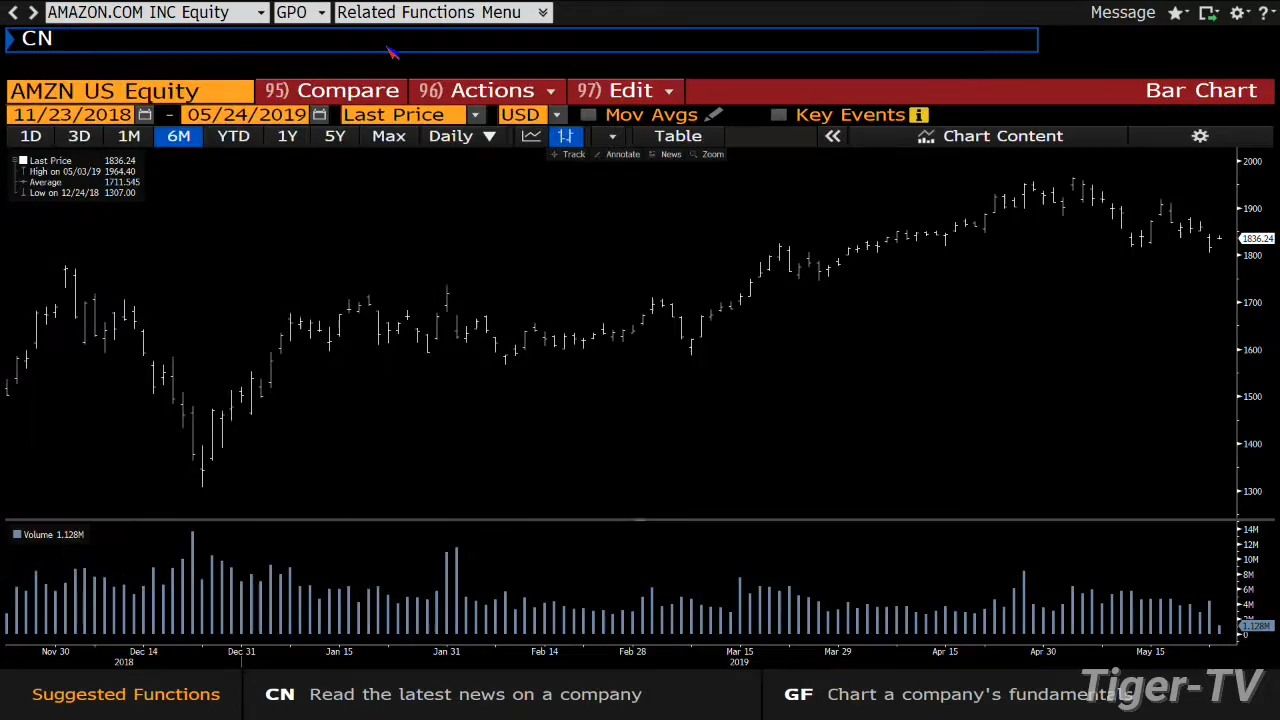 AMAZON.COM INC Equity GPO Related Functions Menu Message ?
CN
AMZN US Equity 95) Compare 96) Actions 97) Edit Bar Chart
11/23/2018 - 05/24/2019 Last Price USD Mov Avgs Key Events i
1D 3D 1M 6M YTD 1Y 5Y Max Daily ▼ Table « Chart Content
Track Annotate News Zoom
Last Price 1836.24
High on 05/03/19 1964.40
Average 1711.545
Low on 12/24/18 1307.00
2000
1900
1836.24
1800
1700
1600
1500
1400
1300
Volume 1.128M
14M
12M
10M
8M
6M
4M
2M
1.128M
0
Nov 30 Dec 14 Dec 31 Jan 15 Jan 31 Feb 14 Feb 28 Mar 15 Mar 29 Apr 15 Apr 30 May 15
2018 2019
Suggested Functions CN Read the latest news on a company GF Chart a company's fundamentals
Tiger-TV